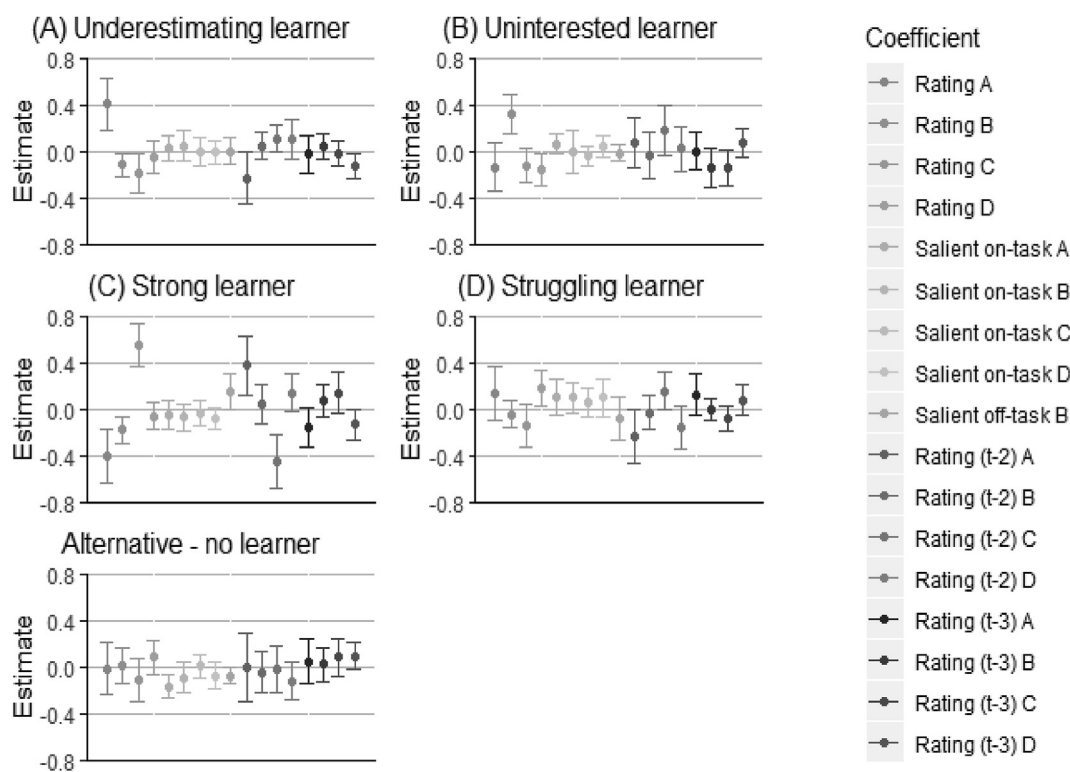 (A) Underestimating learner
0.8
0.4
0.0
-0.4
-0.8
Estimate
(B) Uninterested learner
0.8
0.4
0.0
-0.4
-0.8
Estimate
(C) Strong learner
0.8
0.4
0.0
-0.4
-0.8
Estimate
(D) Struggling learner
0.8
0.4
0.0
-0.4
-0.8
Estimate
Alternative - no learner
0.8
0.4
0.0
-0.4
-0.8
Estimate
Coefficient
Rating A
Rating B
Rating C
Rating D
Salient on-task A
Salient on-task B
Salient on-task C
Salient on-task D
Salient off-task B
Rating (t-2) A
Rating (t-2) B
Rating (t-2) C
Rating (t-2) D
Rating (t-3) A
Rating (t-3) B
Rating (t-3) C
Rating (t-3) D